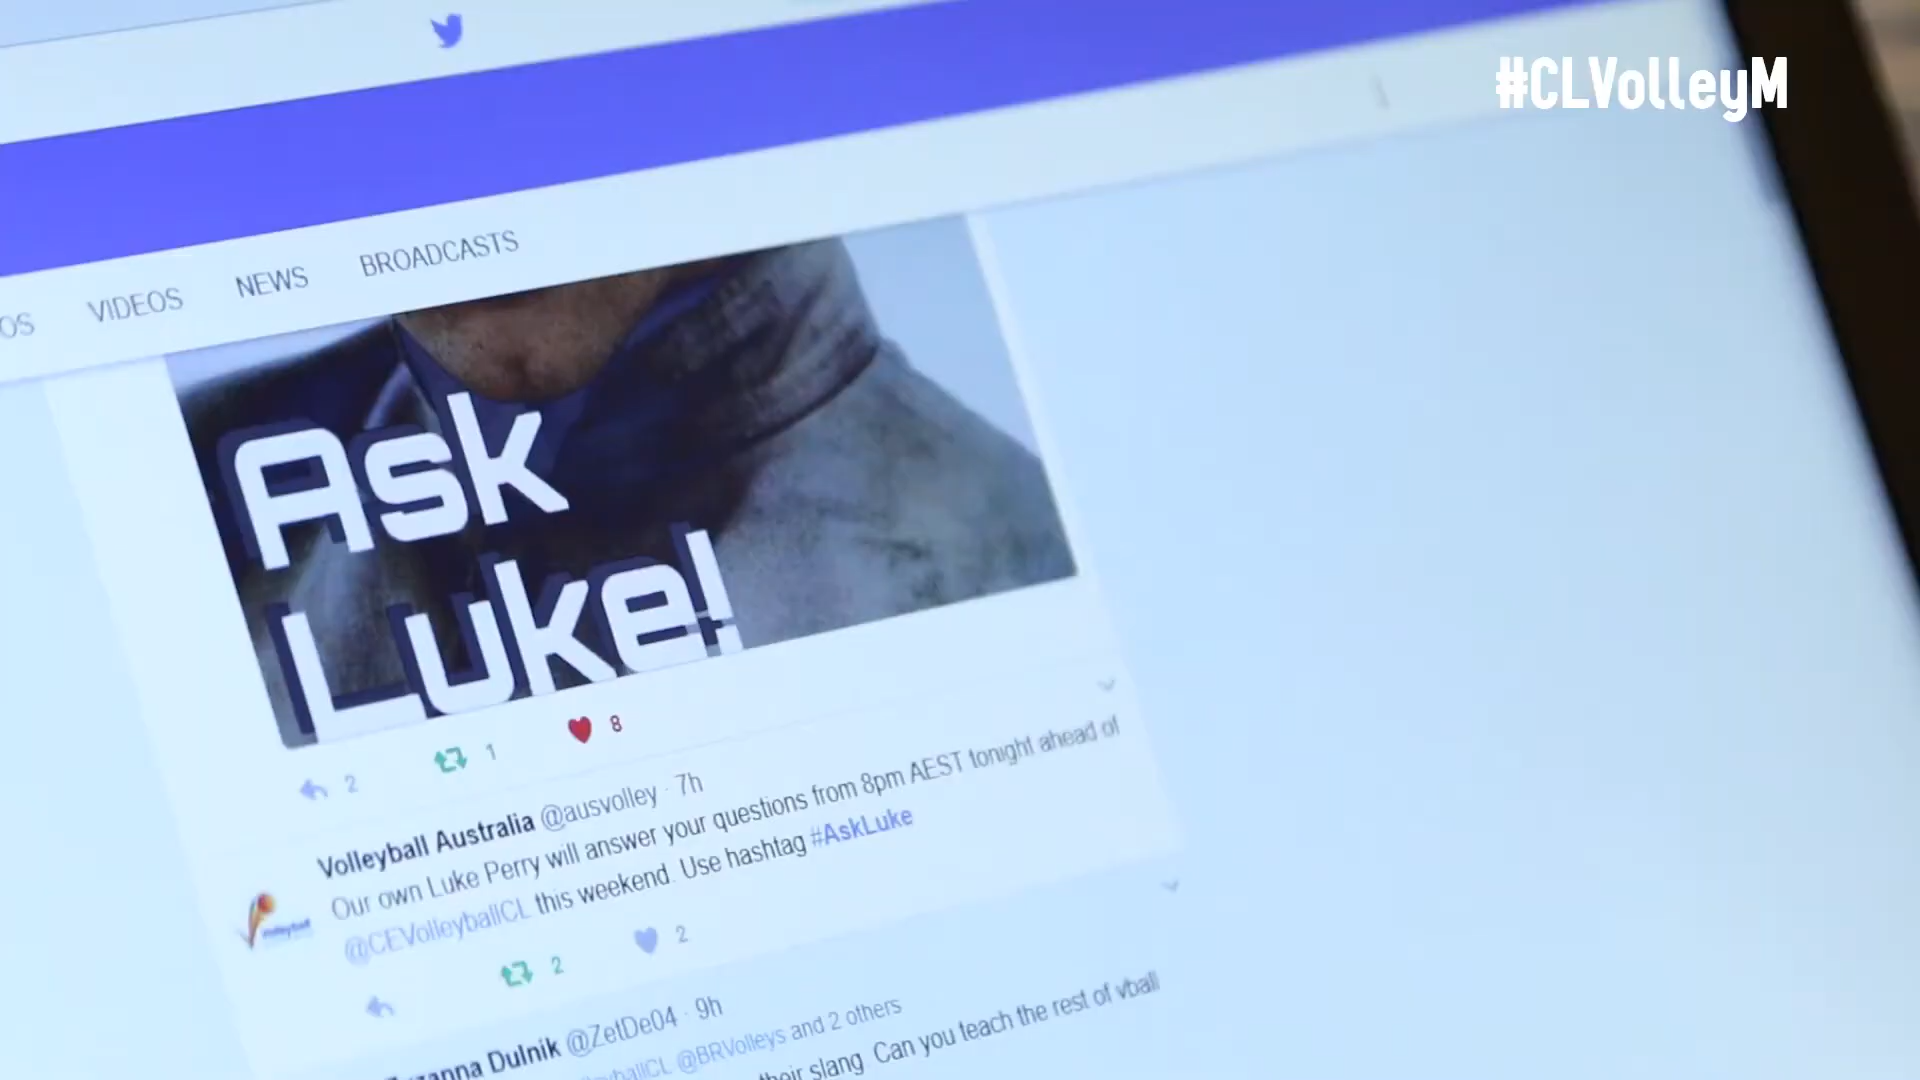 #CLVolleyM
OS VIDEOS NEWS BROADCASTS
Ask
Luke!
2 1 8
Volleyball Australia @ausvolley · 7h
Our own Luke Perry will answer your questions from 8pm AEST tonight ahead of
@CEVolleyballCL this weekend. Use hashtag #AskLuke
2 2
Dulnik @ZetDe04 · 9h
@BRVolleys and 2 others
their slang. Can you teach the rest of vball